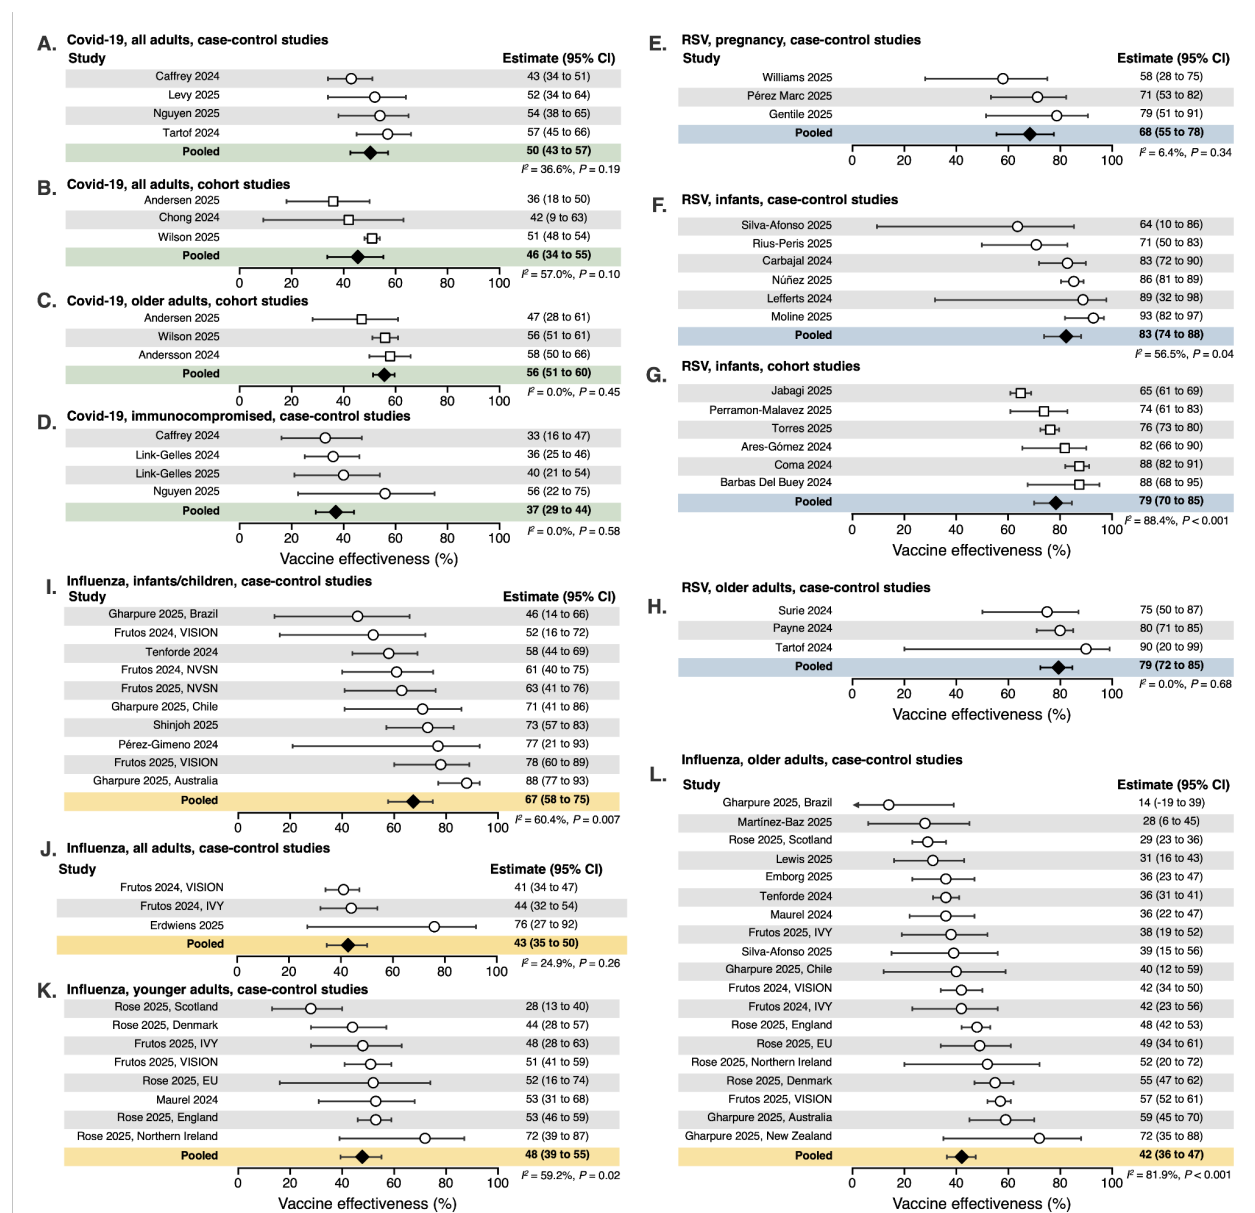 A. Covid-19, all adults, case-control studies
Study Estimate (95% CI)
Caffrey 2024 43 (34 to 51)
Levy 2025 52 (34 to 64)
Nguyen 2025 54 (38 to 65)
Tartof 2024 57 (45 to 66)
Pooled 50 (43 to 57)
I² = 36.6%, P = 0.19
B. Covid-19, all adults, cohort studies
Andersen 2025 36 (18 to 50)
Chong 2024 42 (9 to 63)
Wilson 2025 51 (48 to 54)
Pooled 46 (34 to 55)
0 20 40 60 80 100 I² = 57.0%, P = 0.10
C. Covid-19, older adults, cohort studies
Andersen 2025 47 (28 to 61)
Wilson 2025 56 (51 to 61)
Andersson 2024 58 (50 to 66)
Pooled 56 (51 to 60)
0 20 40 60 80 100 I² = 0.0%, P = 0.45
D. Covid-19, immunocompromised, case-control studies
Caffrey 2024 33 (16 to 47)
Link-Gelles 2024 36 (25 to 46)
Link-Gelles 2025 40 (21 to 54)
Nguyen 2025 56 (22 to 75)
Pooled 37 (29 to 44)
0 20 40 60 80 100 I² = 0.0%, P = 0.58
Vaccine effectiveness (%)
E. RSV, pregnancy, case-control studies
Study Estimate (95% CI)
Williams 2025 58 (28 to 75)
Pérez Marc 2025 71 (53 to 82)
Gentile 2025 79 (51 to 91)
Pooled 68 (55 to 78)
0 20 40 60 80 100 I² = 6.4%, P = 0.34
F. RSV, infants, case-control studies
Silva-Afonso 2025 64 (10 to 86)
Rius-Peris 2025 71 (50 to 83)
Carbajal 2024 83 (72 to 90)
Núñez 2025 86 (81 to 89)
Lefferts 2024 89 (32 to 98)
Moline 2025 93 (82 to 97)
Pooled 83 (74 to 88)
I² = 56.5%, P = 0.04
G. RSV, infants, cohort studies
Jabagi 2025 65 (61 to 69)
Perramon-Malavez 2025 74 (61 to 83)
Torres 2025 76 (73 to 80)
Ares-Gómez 2024 82 (66 to 90)
Coma 2024 88 (82 to 91)
Barbas Del Buey 2024 88 (68 to 95)
Pooled 79 (70 to 85)
0 20 40 60 80 100 I² = 88.4%, P < 0.001
Vaccine effectiveness (%)
H. RSV, older adults, case-control studies
Surie 2024 75 (50 to 87)
Payne 2024 80 (71 to 85)
Tartof 2024 90 (20 to 99)
Pooled 79 (72 to 85)
0 20 40 60 80 100 I² = 0.0%, P = 0.68
Vaccine effectiveness (%)
I. Influenza, infants/children, case-control studies
Study Estimate (95% CI)
Gharpure 2025, Brazil 46 (14 to 66)
Frutos 2024, VISION 52 (16 to 72)
Tenforde 2024 58 (44 to 69)
Frutos 2024, NVSN 61 (40 to 75)
Frutos 2025, NVSN 63 (41 to 76)
Gharpure 2025, Chile 71 (41 to 86)
Shinjoh 2025 73 (57 to 83)
Pérez-Gimeno 2024 77 (21 to 93)
Frutos 2025, VISION 78 (60 to 89)
Gharpure 2025, Australia 88 (77 to 93)
Pooled 67 (58 to 75)
0 20 40 60 80 100 I² = 60.4%, P = 0.007
J. Influenza, all adults, case-control studies
Study Estimate (95% CI)
Frutos 2024, VISION 41 (34 to 47)
Frutos 2024, IVY 44 (32 to 54)
Erdwiens 2025 76 (27 to 92)
Pooled 43 (35 to 50)
0 20 40 60 80 100 I² = 24.9%, P = 0.26
K. Influenza, younger adults, case-control studies
Rose 2025, Scotland 28 (13 to 40)
Rose 2025, Denmark 44 (28 to 57)
Frutos 2025, IVY 48 (28 to 63)
Frutos 2025, VISION 51 (41 to 59)
Rose 2025, EU 52 (16 to 74)
Maurel 2024 53 (31 to 68)
Rose 2025, England 53 (46 to 59)
Rose 2025, Northern Ireland 72 (39 to 87)
Pooled 48 (39 to 55)
0 20 40 60 80 100 I² = 59.2%, P = 0.02
Vaccine effectiveness (%)
L. Influenza, older adults, case-control studies
Study Estimate (95% CI)
Gharpure 2025, Brazil 14 (-19 to 39)
Martínez-Baz 2025 28 (6 to 45)
Rose 2025, Scotland 29 (23 to 36)
Lewis 2025 31 (16 to 43)
Emborg 2025 36 (23 to 47)
Tenforde 2024 36 (31 to 41)
Maurel 2024 36 (22 to 47)
Frutos 2025, IVY 38 (19 to 52)
Silva-Afonso 2025 39 (15 to 56)
Gharpure 2025, Chile 40 (12 to 59)
Frutos 2024, VISION 42 (34 to 50)
Frutos 2024, IVY 42 (23 to 56)
Rose 2025, England 48 (42 to 53)
Rose 2025, EU 49 (34 to 61)
Rose 2025, Northern Ireland 52 (20 to 72)
Rose 2025, Denmark 55 (47 to 62)
Frutos 2025, VISION 57 (52 to 61)
Gharpure 2025, Australia 59 (45 to 70)
Gharpure 2025, New Zealand 72 (35 to 88)
Pooled 42 (36 to 47)
0 20 40 60 80 100 I² = 81.9%, P < 0.001
Vaccine effectiveness (%)